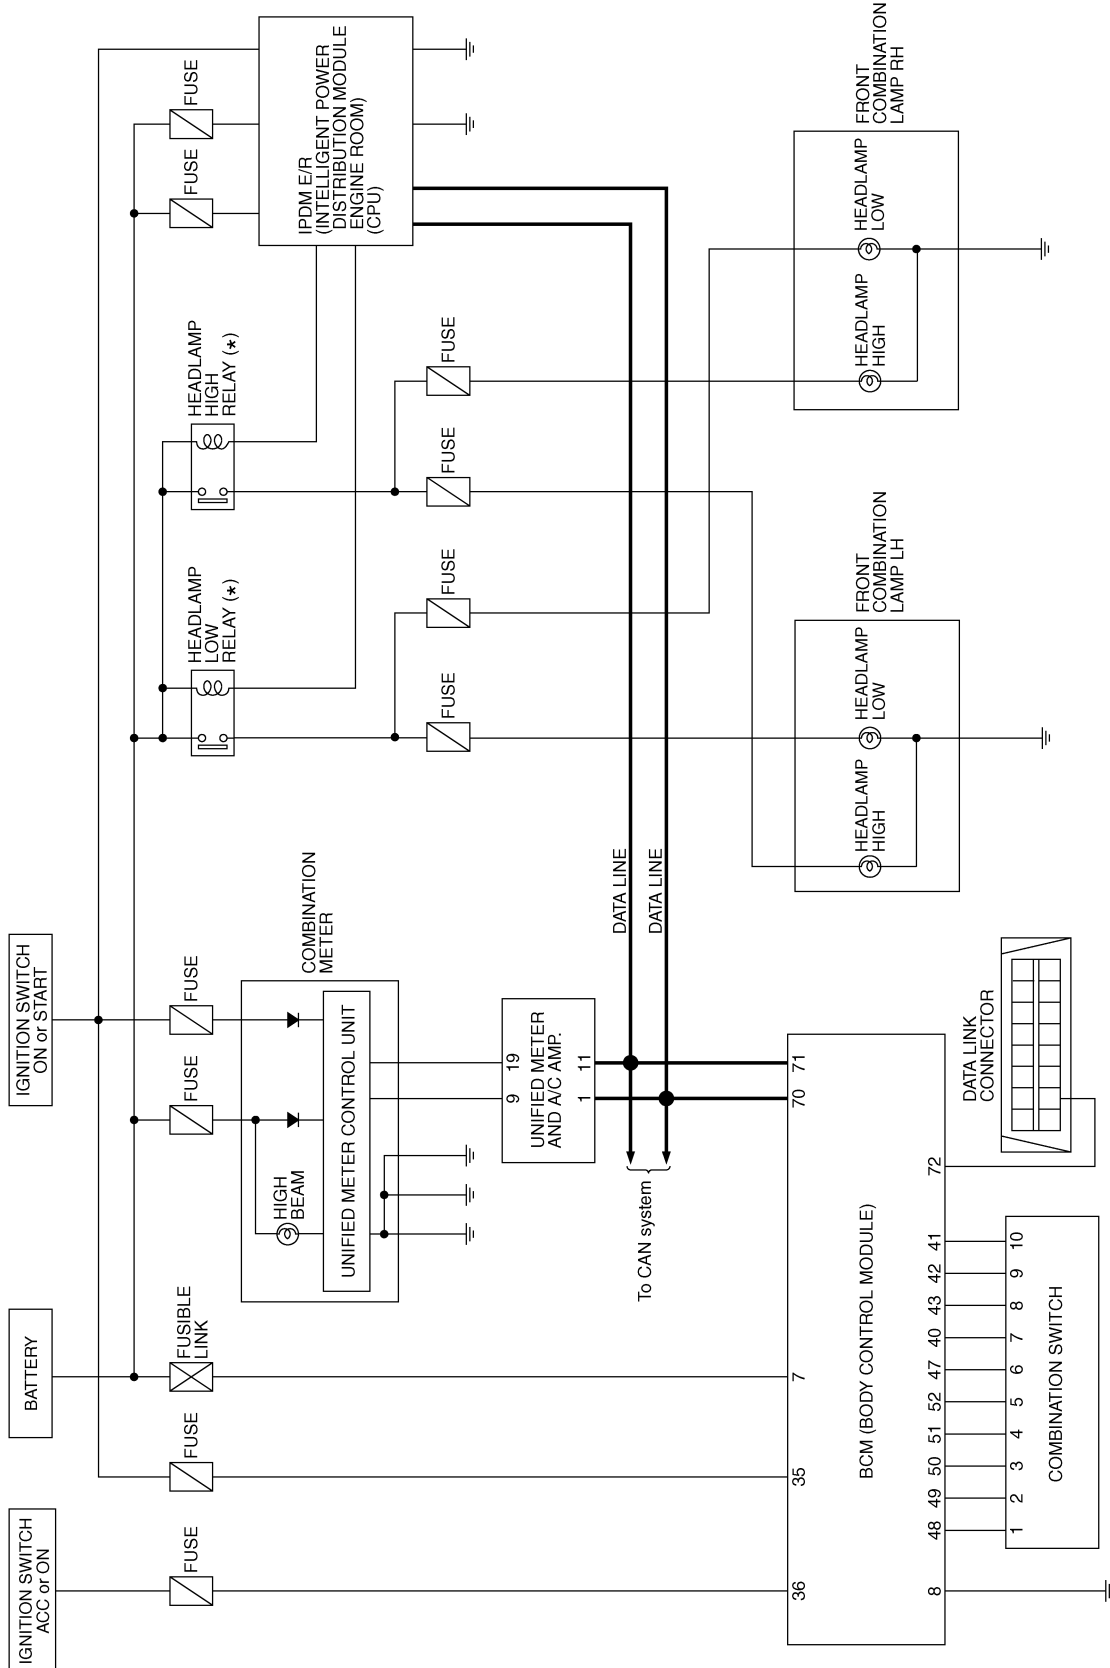 IGNITION SWITCH
ACC or ON
BATTERY
IGNITION SWITCH
ON or START
FUSE
FUSE
FUSIBLE
LINK
FUSE
FUSE
HEADLAMP
LOW
RELAY (*)
HEADLAMP
HIGH
RELAY (*)
FUSE
FUSE
HIGH
BEAM
UNIFIED METER CONTROL UNIT
COMBINATION
METER
IPDM E/R
(INTELLIGENT POWER
DISTRIBUTION MODULE
ENGINE ROOM)
(CPU)
FUSE
FUSE
FUSE
FUSE
9
19
UNIFIED METER
AND A/C AMP.
1
11
To CAN system
DATA LINE
DATA LINE
36
35
7
70
71
BCM (BODY CONTROL MODULE)
8
48
49
50
51
52
47
40
43
42
41
72
1
2
3
4
5
6
7
8
9
10
COMBINATION SWITCH
DATA LINK
CONNECTOR
HEADLAMP
HIGH
HEADLAMP
LOW
FRONT
COMBINATION
LAMP LH
HEADLAMP
HIGH
HEADLAMP
LOW
FRONT
COMBINATION
LAMP RH